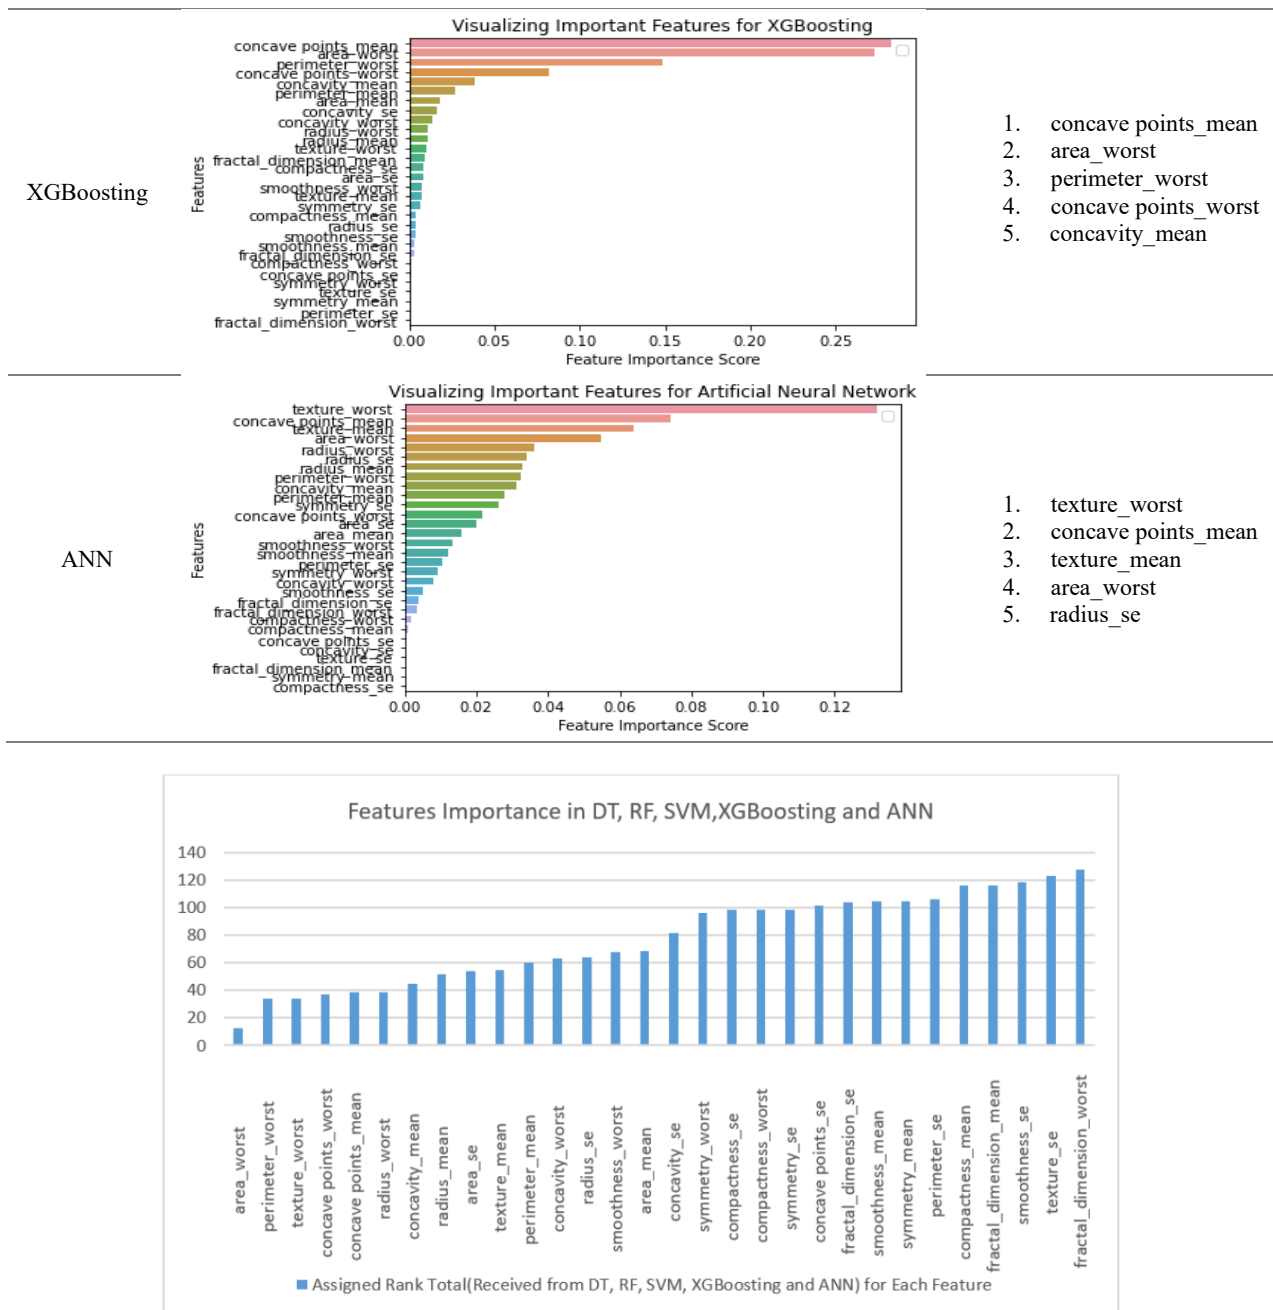 XGBoosting
Visualizing Important Features for XGBoosting
Features
concave points_mean
area_worst
perimeter_worst
concave points_worst
concavity_mean
perimeter_mean
area_mean
concavity_se
concavity_worst
radius_worst
radius_mean
texture_worst
fractal_dimension_mean
compactness_se
area_se
smoothness_worst
texture_mean
symmetry_se
compactness_mean
radius_se
smoothness_se
smoothness_mean
fractal_dimension_se
compactness_worst
concave points_se
symmetry_worst
texture_se
symmetry_mean
perimeter_se
fractal_dimension_worst
0.00 0.05 0.10 0.15 0.20 0.25
Feature Importance Score
1. concave points_mean
2. area_worst
3. perimeter_worst
4. concave points_worst
5. concavity_mean
ANN
Visualizing Important Features for Artificial Neural Network
Features
texture_worst
concave points_mean
texture_mean
area_worst
radius_worst
radius_se
radius_mean
perimeter_worst
concavity_mean
perimeter_mean
symmetry_se
concave points_worst
area_se
area_mean
smoothness_worst
smoothness_mean
perimeter_se
symmetry_worst
concavity_worst
smoothness_se
fractal_dimension_se
fractal_dimension_worst
compactness_worst
compactness_mean
concave points_se
concavity_se
texture_se
fractal_dimension_mean
symmetry_mean
compactness_se
0.00 0.02 0.04 0.06 0.08 0.10 0.12
Feature Importance Score
1. texture_worst
2. concave points_mean
3. texture_mean
4. area_worst
5. radius_se
Features Importance in DT, RF, SVM,XGBoosting and ANN
140
120
100
80
60
40
20
0
area_worst
perimeter_worst
texture_worst
concave points_worst
concave points_mean
radius_worst
concavity_mean
radius_mean
area_se
texture_mean
perimeter_mean
concavity_worst
radius_se
smoothness_worst
area_mean
concavity_se
symmetry_worst
compactness_se
compactness_worst
symmetry_se
concave points_se
fractal_dimension_se
smoothness_mean
symmetry_mean
perimeter_se
compactness_mean
fractal_dimension_mean
smoothness_se
texture_se
fractal_dimension_worst
Assigned Rank Total(Received from DT, RF, SVM, XGBoosting and ANN) for Each Feature